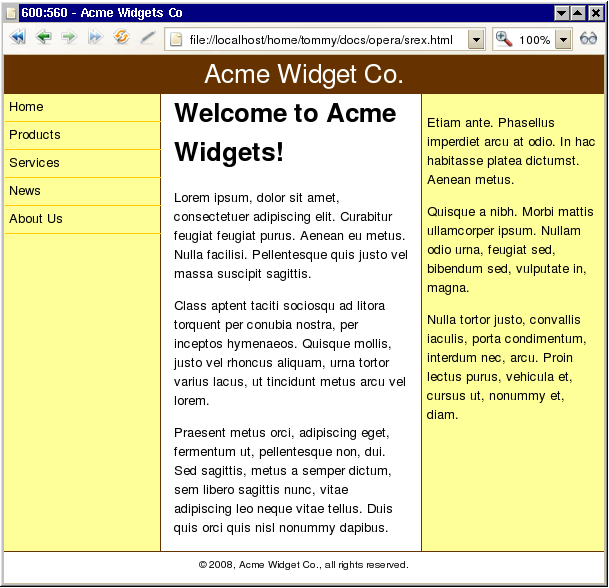 600:560 - Acme Widgets Co
file://localhost/home/tommy/docs/opera/srex.html
100%
Acme Widget Co.
Home
Products
Services
News
About Us
Welcome to Acme
Widgets!
Lorem ipsum, dolor sit amet,
consectetuer adipiscing elit. Curabitur
feugiat feugiat purus. Aenean eu metus.
Nulla facilisi. Pellentesque quis justo vel
massa suscipit sagittis.
Class aptent taciti sociosqu ad litora
torquent per conubia nostra, per
inceptos hymenaeos. Quisque mollis,
justo vel rhoncus aliquam, urna tortor
varius lacus, ut tincidunt metus arcu vel
lorem.
Praesent metus orci, adipiscing eget,
fermentum ut, pellentesque non, dui.
Sed sagittis, metus a semper dictum,
sem libero sagittis nunc, vitae
adipiscing leo neque vitae tellus. Duis
quis orci quis nisl nonummy dapibus.
Etiam ante. Phasellus
imperdiet arcu at odio. In hac
habitasse platea dictumst.
Aenean metus.
Quisque a nibh. Morbi mattis
ullamcorper ipsum. Nullam
odio urna, feugiat sed,
bibendum sed, vulputate in,
magna.
Nulla tortor justo, convallis
iaculis, porta condimentum,
interdum nec, arcu. Proin
lectus purus, vehicula et,
cursus ut, nonummy et,
diam.
© 2008, Acme Widget Co., all rights reserved.